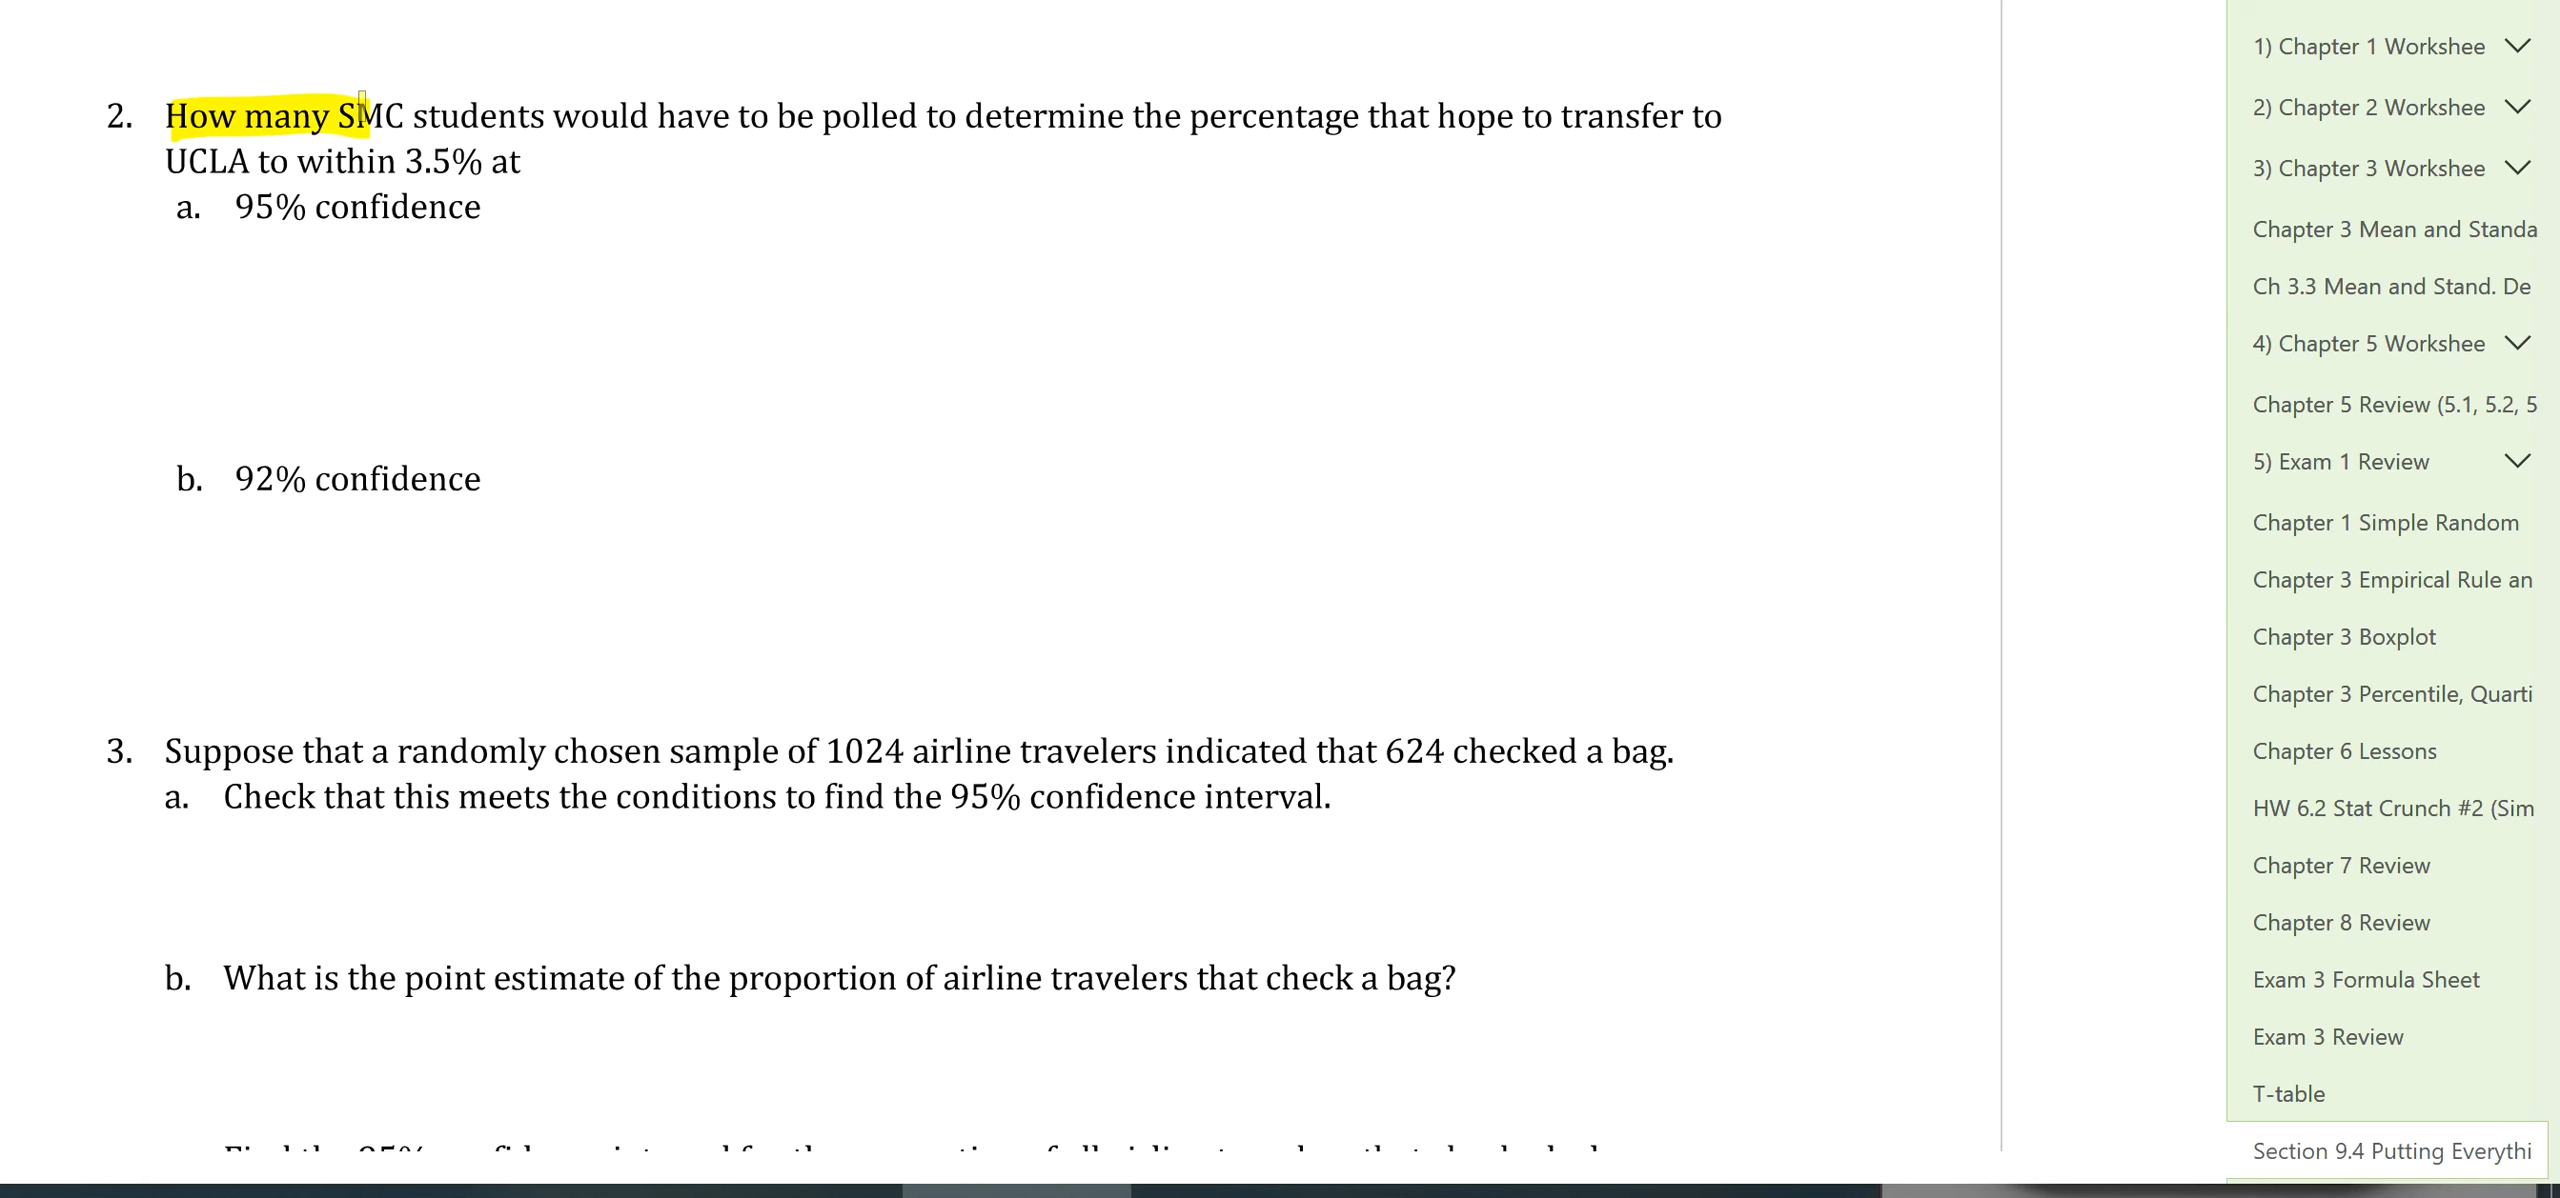 2. How many SMC students would have to be polled to determine the percentage that hope to transfer to
UCLA to within 3.5% at
a. 95% confidence
b. 92% confidence
3. Suppose that a randomly chosen sample of 1024 airline travelers indicated that 624 checked a bag.
a. Check that this meets the conditions to find the 95% confidence interval.
b. What is the point estimate of the proportion of airline travelers that check a bag?
1) Chapter 1 Workshee
2) Chapter 2 Workshee
3) Chapter 3 Workshee
Chapter 3 Mean and Standa
Ch 3.3 Mean and Stand. De
4) Chapter 5 Workshee
Chapter 5 Review (5.1, 5.2, 5
5) Exam 1 Review
Chapter 1 Simple Random
Chapter 3 Empirical Rule an
Chapter 3 Boxplot
Chapter 3 Percentile, Quarti
Chapter 6 Lessons
HW 6.2 Stat Crunch #2 (Sim
Chapter 7 Review
Chapter 8 Review
Exam 3 Formula Sheet
Exam 3 Review
T-table
Section 9.4 Putting Everythi